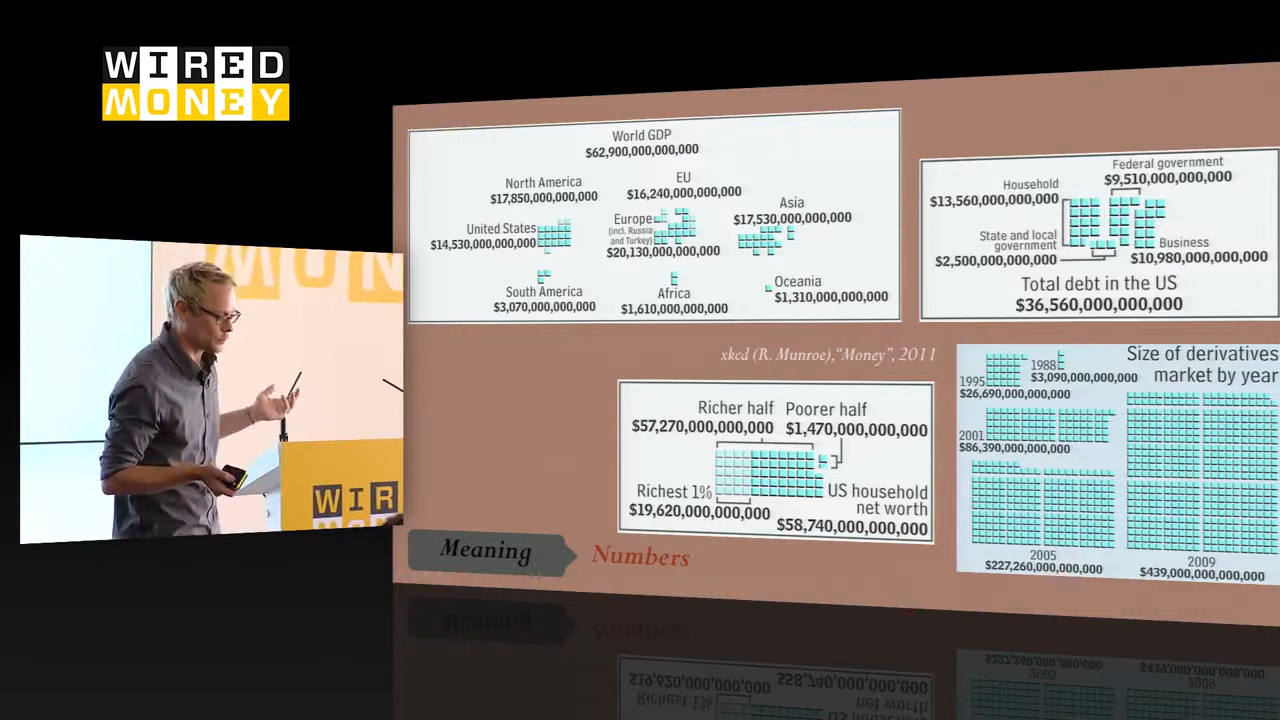 WIRED
MONEY
MON
WIR
MONEY
World GDP
$62,900,000,000,000
North America
$17,850,000,000,000
EU
$16,240,000,000,000
Asia
$17,530,000,000,000
United States
$14,530,000,000,000
Europe
(incl. Russia
and Turkey)
$20,130,000,000,000
South America
$3,070,000,000,000
Africa
$1,610,000,000,000
Oceania
$1,310,000,000,000
Federal government
$9,510,000,000,000
Household
$13,560,000,000,000
State and local
government
$2,500,000,000,000
Business
$10,980,000,000,000
Total debt in the US
$36,560,000,000,000
xkcd (R. Munroe),“Money”, 2011
Richer half
$57,270,000,000,000
Poorer half
$1,470,000,000,000
Richest 1%
$19,620,000,000,000
US household
net worth
$58,740,000,000,000
Size of derivatives
market by year
1988
$3,090,000,000,000
1995
$26,690,000,000,000
2001
$86,390,000,000,000
2005
$227,260,000,000,000
2009
$439,000,000,000,000
Meaning
Numbers